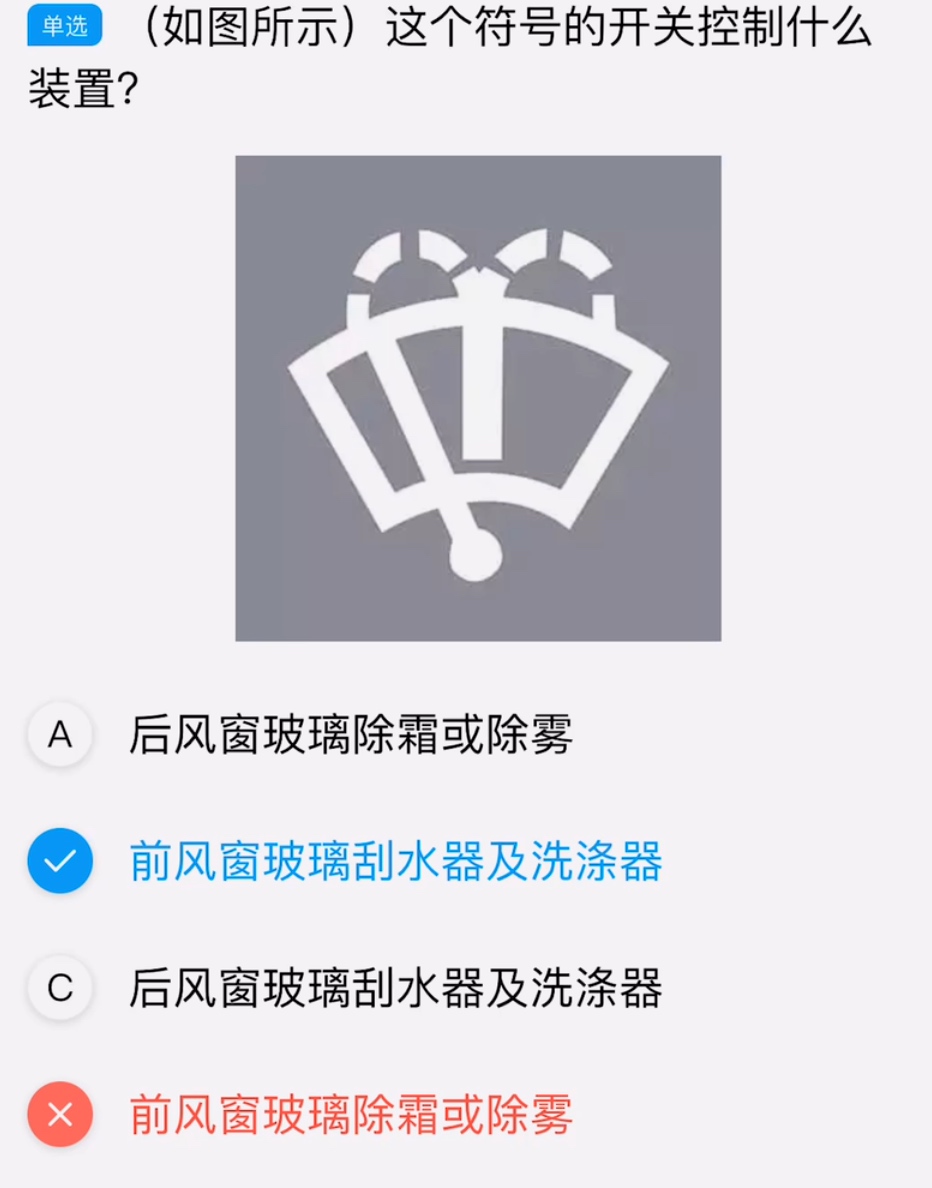 单选 （如图所示）这个符号的开关控制什么
装置?
A 后风窗玻璃除霜或除雾
前风窗玻璃刮水器及洗涤器
C 后风窗玻璃刮水器及洗涤器
前风窗玻璃除霜或除雾